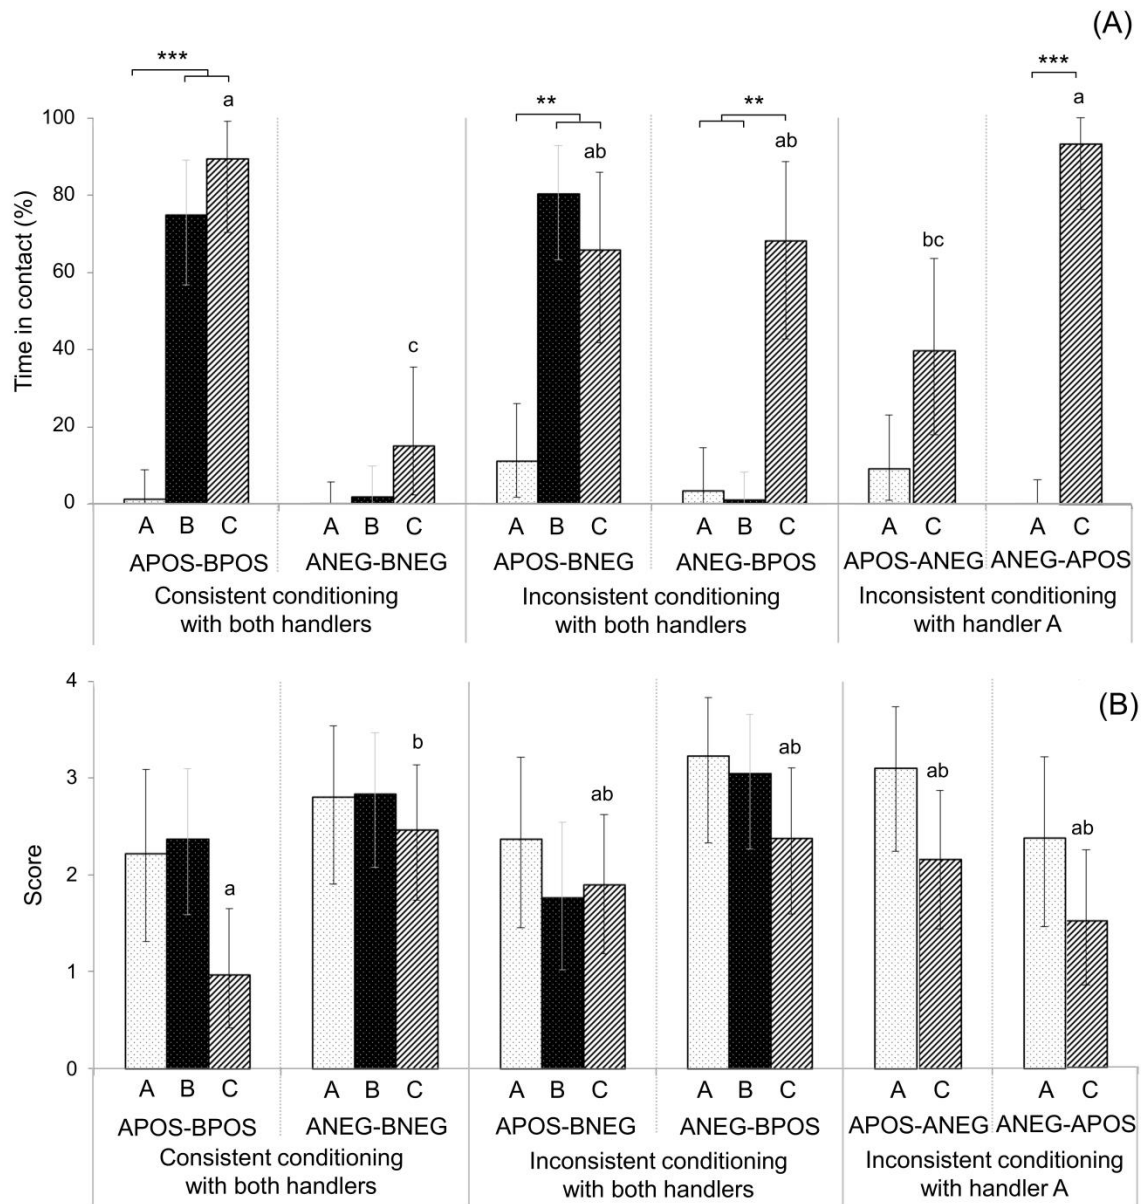 (A)
***
**
**
***
a
c
ab
ab
bc
a
Time in contact (%)
100
80
60
40
20
0
A B C A B C A B C A B C A C A C
APOS-BPOS ANEG-BNEG APOS-BNEG ANEG-BPOS APOS-ANEG ANEG-APOS
Consistent conditioning Inconsistent conditioning Inconsistent conditioning
with both handlers with both handlers with handler A
(B)
a
b
ab
ab
ab
ab
Score
4
3
2
1
0
A B C A B C A B C A B C A C A C
APOS-BPOS ANEG-BNEG APOS-BNEG ANEG-BPOS APOS-ANEG ANEG-APOS
Consistent conditioning Inconsistent conditioning Inconsistent conditioning
with both handlers with both handlers with handler A